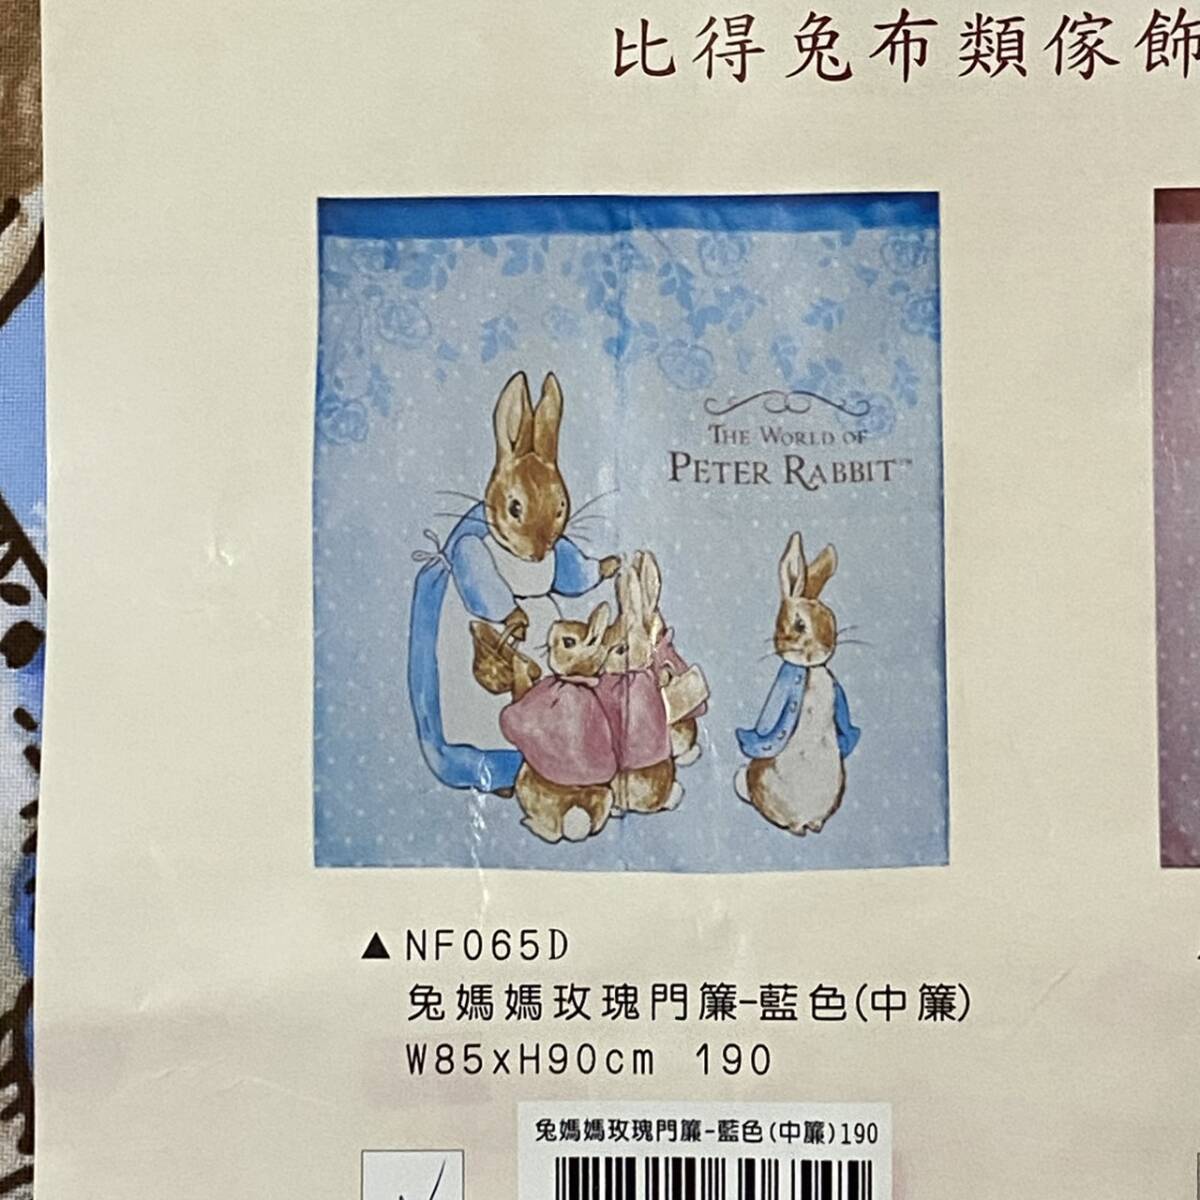 比得兔布類傢飾
THE WORLD OF
PETER RABBIT™
▲NF065D
兔媽媽玫瑰門簾-藍色(中簾)
W85xH90cm 190
兔媽媽玫瑰門簾-藍色(中簾)190